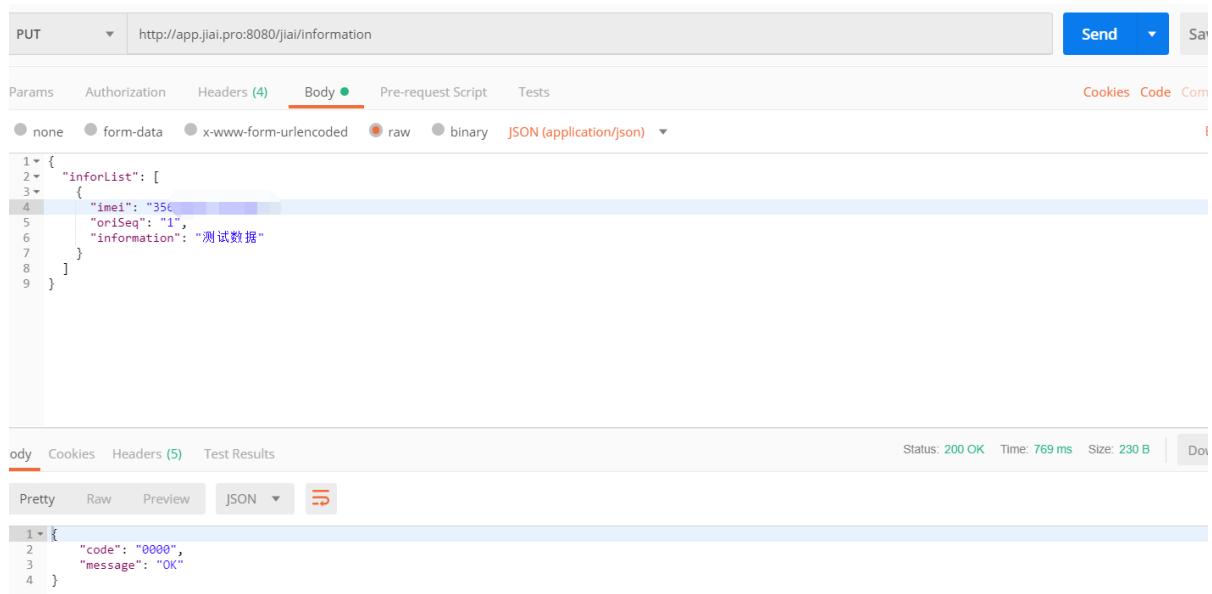 PUT http://app.jiai.pro:8080/jiai/information Send
Params Authorization Headers (4) Body Pre-request Script Tests Cookies Code
none form-data x-www-form-urlencoded raw binary JSON (application/json)
1 {
2 "inforList": [
3 {
4 "imei": "356
5 "oriSeq": "1",
6 "information": "测试数据"
7 }
8 ]
9 }
ody Cookies Headers (5) Test Results Status: 200 OK Time: 769 ms Size: 230 B
Pretty Raw Preview JSON
1 {
2 "code": "0000",
3 "message": "OK"
4 }